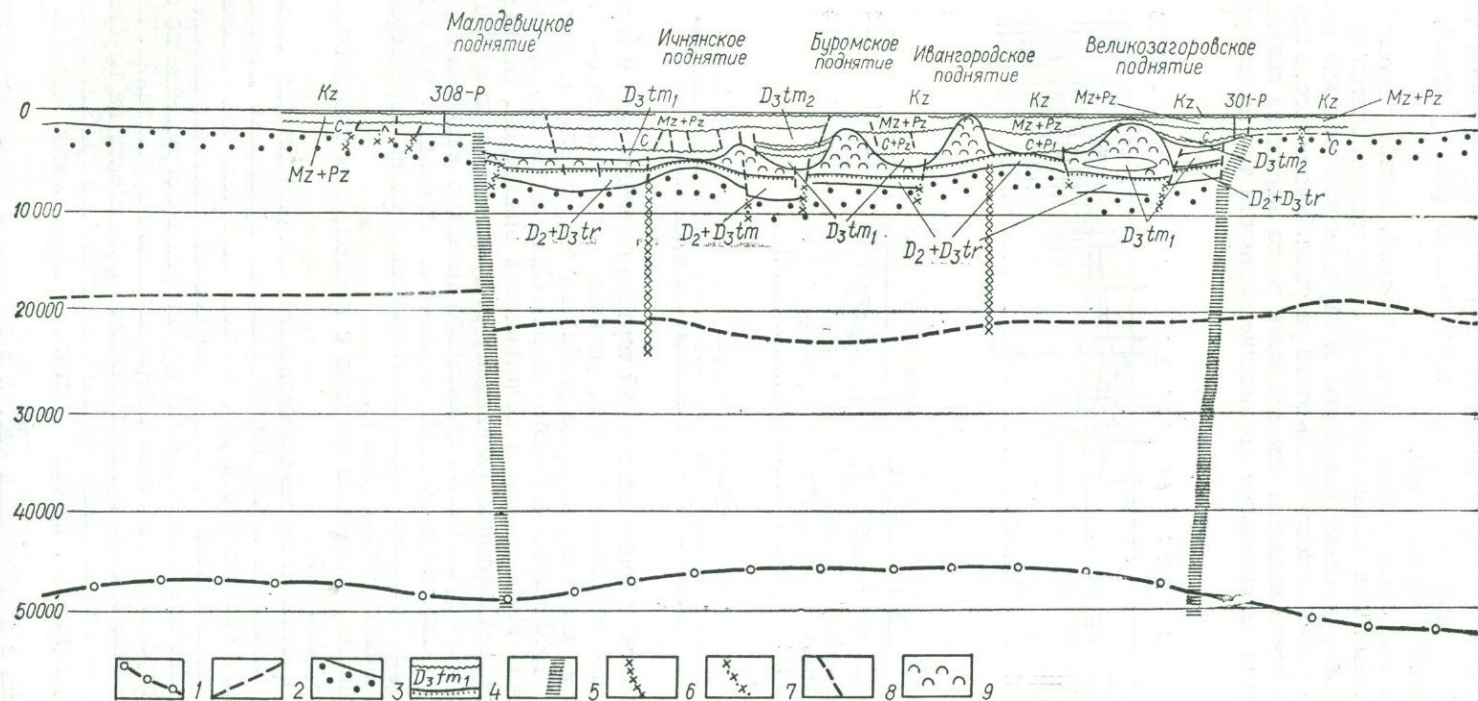 Малодевицкое
поднятие
Ичнянское
поднятие
Буромское
поднятие
Ивангородское
поднятие
Великозагоровское
поднятие
0
Kz
308-Р
D₃tm₁
D₃tm₂
Kz
Kz
Mz+Pz
Kz
301-Р
Kz
Mz+Pz
C
C
Mz+Pz
Mz+Pz
C+P₂
Mz+Pz
C+P₁
C
C
Mz+Pz
D₃tm₂
D₂+D₃tr
10000
D₂+D₃tr
D₂+D₃tm
D₃tm₁
D₂+D₃tr
D₃tm₁
20000
30000
40000
50000
1
2
3
D₃tm₁
4
5
6
7
8
9